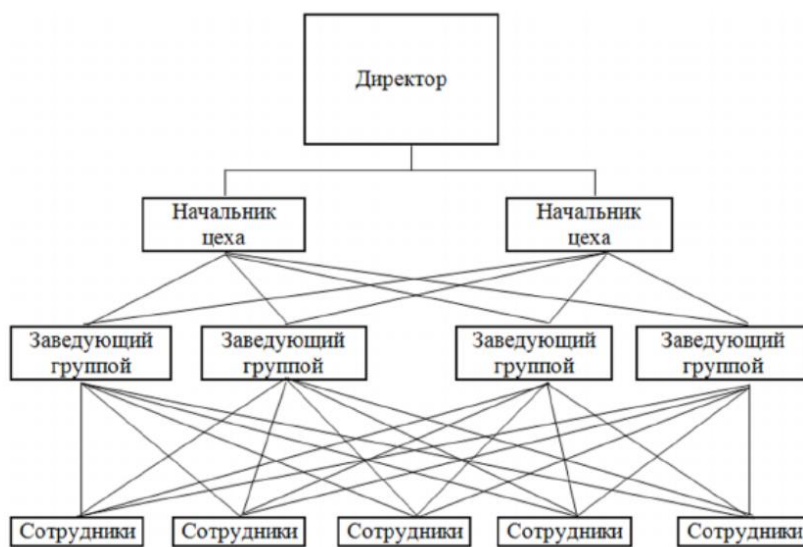 Директор
Начальник
цеха
Начальник
цеха
Заведующий
группой
Заведующий
группой
Заведующий
группой
Заведующий
группой
Сотрудники
Сотрудники
Сотрудники
Сотрудники
Сотрудники